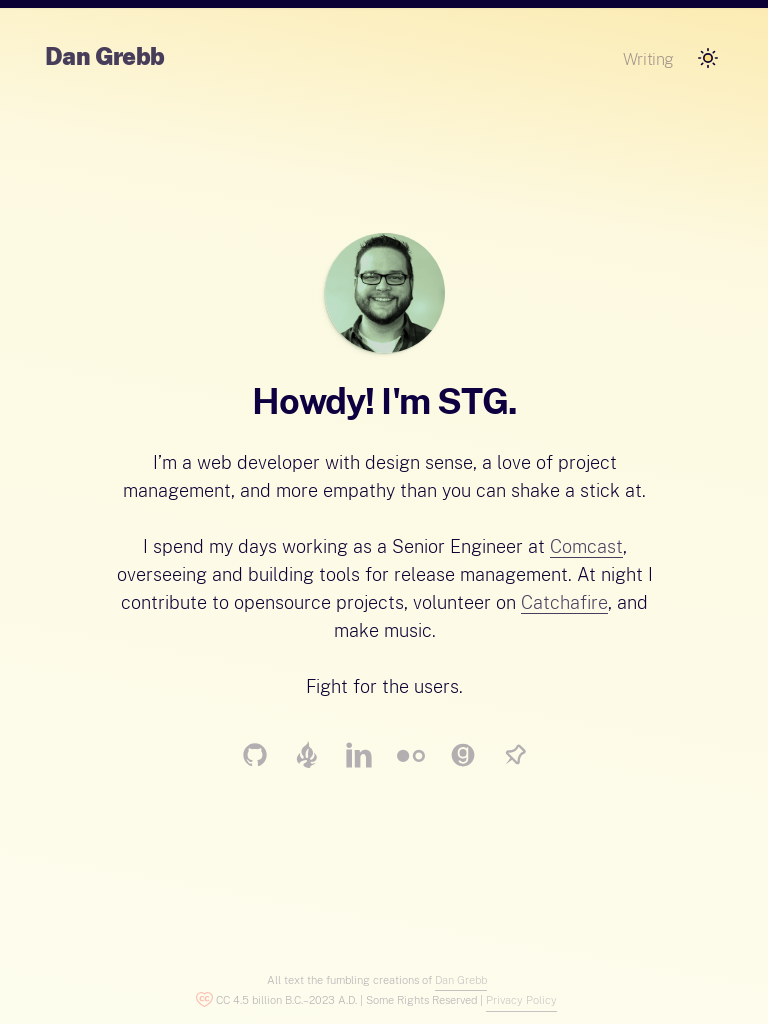 Dan Grebb
Writing
Howdy! I'm STG.
I’m a web developer with design sense, a love of project
management, and more empathy than you can shake a stick at.
I spend my days working as a Senior Engineer at Comcast,
overseeing and building tools for release management. At night I
contribute to opensource projects, volunteer on Catchafire, and
make music.
Fight for the users.
All text the fumbling creations of Dan Grebb
CC 4.5 billion B.C.–2023 A.D. | Some Rights Reserved | Privacy Policy